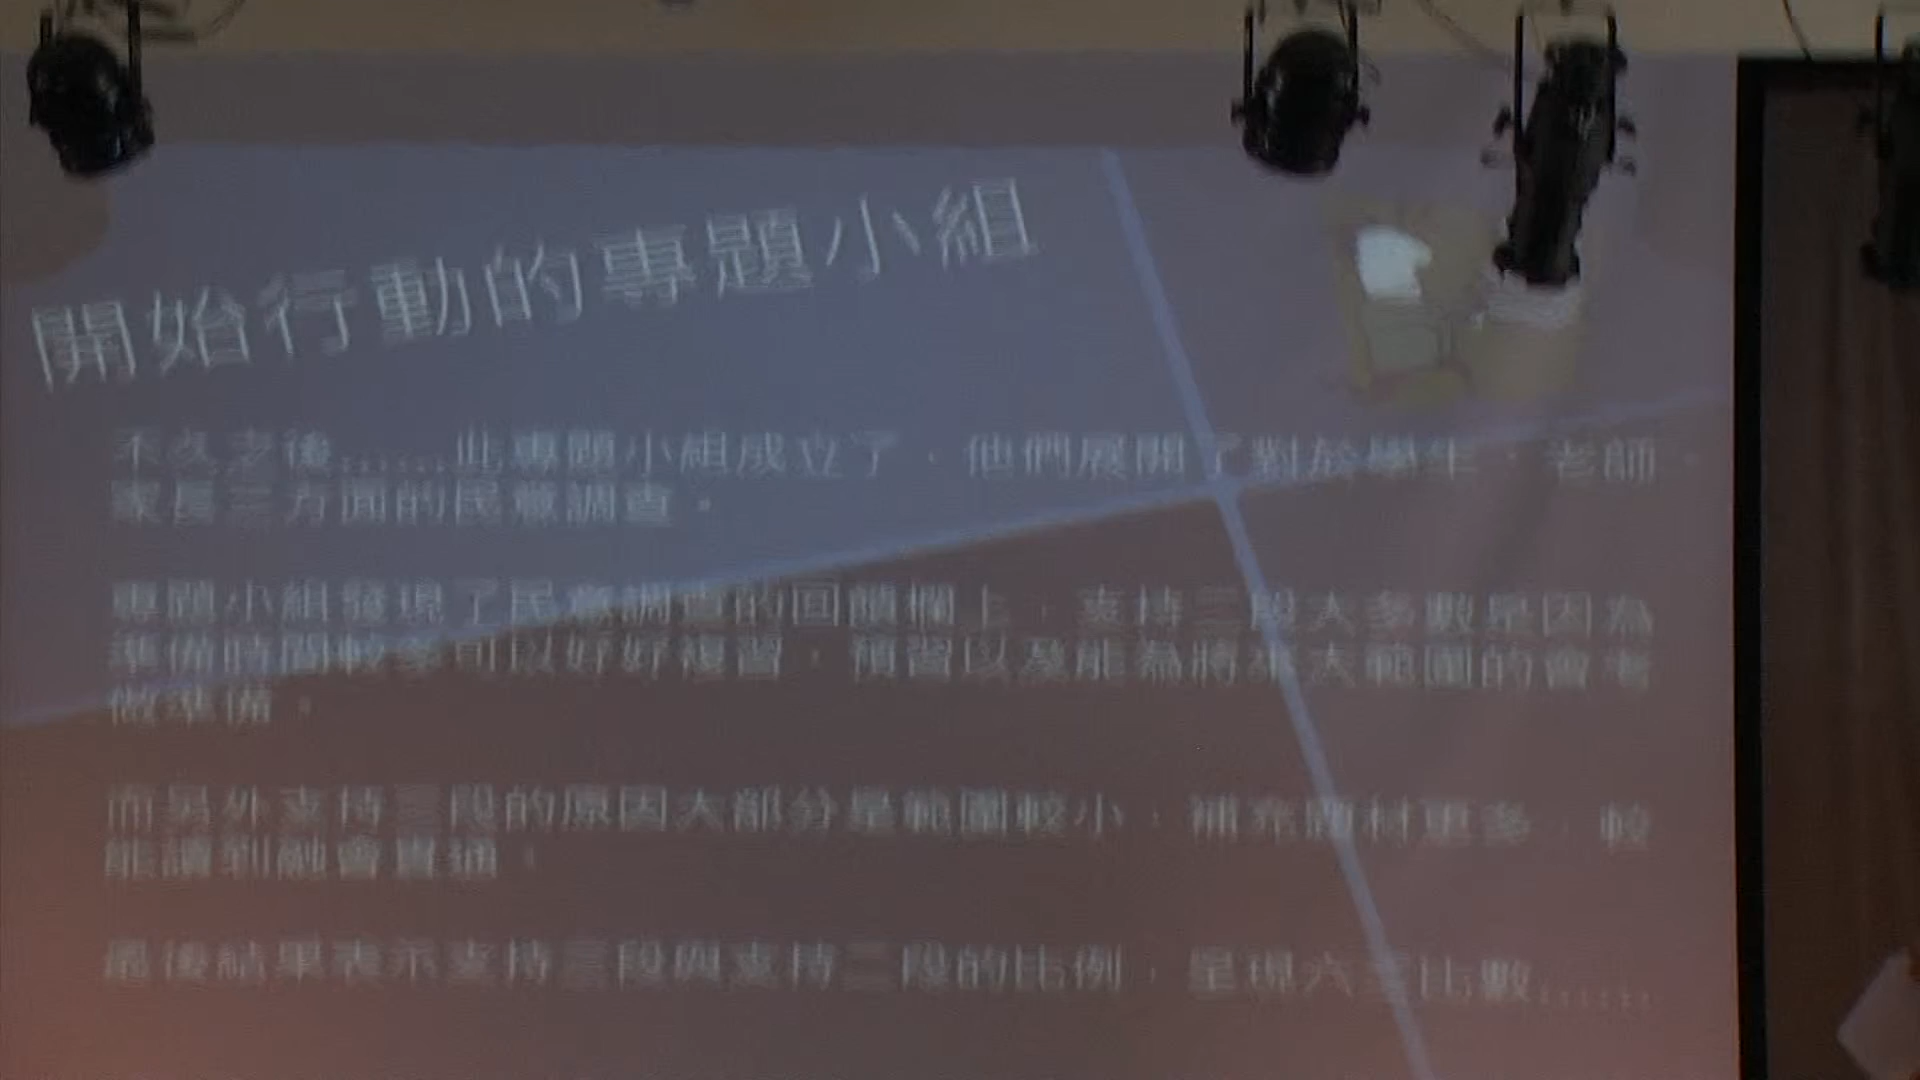 開始行動的專題小組
不久之後......此專題小組成立了，他們展開了對於學生、老師、
家長三方面的民意調查。
專題小組發現了民意調查的回饋欄上，支持二段大多數是因為
準備時間較多可以好好複習，預習以及能為將來大範圍的會考
做準備。
而另外支持三段的原因大部分是範圍較小，補充題材更多，較
能讀到融會貫通。
最後結果表示支持三段與支持二段的比例，呈現六三比數......